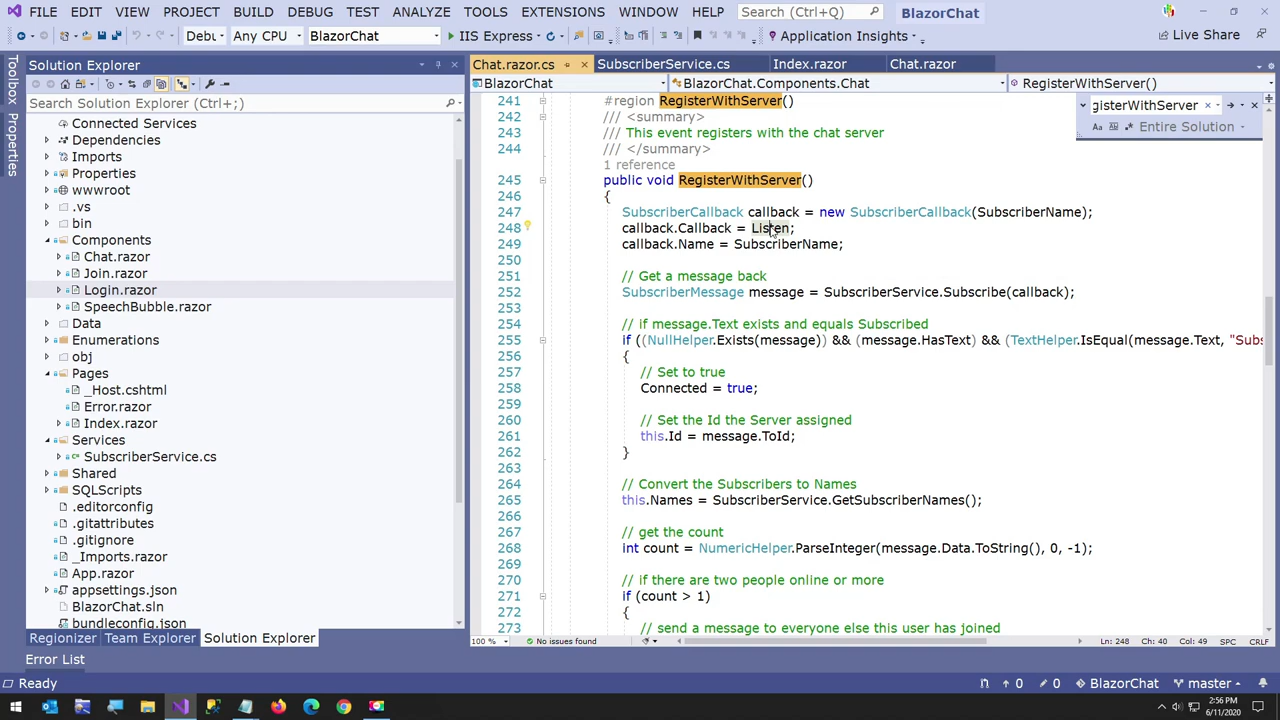 FILE EDIT VIEW PROJECT BUILD DEBUG TEST ANALYZE TOOLS EXTENSIONS WINDOW HELP Search (Ctrl+Q) BlazorChat
Debu Any CPU BlazorChat IIS Express Application Insights Live Share
Toolbox
Properties
Solution Explorer
Search Solution Explorer (Ctrl+;)
Connected Services
Dependencies
Imports
Properties
wwwroot
.vs
bin
Components
Chat.razor
Join.razor
Login.razor
SpeechBubble.razor
Data
Enumerations
obj
Pages
_Host.cshtml
Error.razor
Index.razor
Services
SubscriberService.cs
Shared
SQLScripts
.editorconfig
.gitattributes
.gitignore
_Imports.razor
App.razor
appsettings.json
BlazorChat.sln
bundleconfig.json
Regionizer Team Explorer Solution Explorer
Chat.razor.cs SubscriberService.cs Index.razor Chat.razor
BlazorChat BlazorChat.Components.Chat RegisterWithServer()
gisterWithServer
Aa Entire Solution
241 #region RegisterWithServer()
242 /// <summary>
243 /// This event registers with the chat server
244 /// </summary>
1 reference
245 public void RegisterWithServer()
246 {
247 SubscriberCallback callback = new SubscriberCallback(SubscriberName);
248 callback.Callback = Listen;
249 callback.Name = SubscriberName;
250
251 // Get a message back
252 SubscriberMessage message = SubscriberService.Subscribe(callback);
253
254 // if message.Text exists and equals Subscribed
255 if ((NullHelper.Exists(message)) && (message.HasText) && (TextHelper.IsEqual(message.Text, "Subs
256 {
257 // Set to true
258 Connected = true;
259
260 // Set the Id the Server assigned
261 this.Id = message.ToId;
262 }
263
264 // Convert the Subscribers to Names
265 this.Names = SubscriberService.GetSubscriberNames();
266
267 // get the count
268 int count = NumericHelper.ParseInteger(message.Data.ToString(), 0, -1);
269
270 // if there are two people online or more
271 if (count > 1)
272 {
273 // send a message to everyone else this user has joined
100 % No issues found Ln: 248 Ch: 40 Col: 49 SPC CRLF
Error List
Ready 0 0 BlazorChat master
2:56 PM
6/11/2020